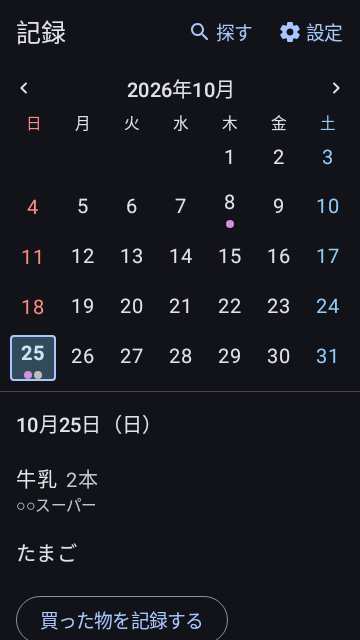 記録 探す 設定
2026年10月
日 月 火 水 木 金 土
1 2 3
4 5 6 7 8 9 10
11 12 13 14 15 16 17
18 19 20 21 22 23 24
25 26 27 28 29 30 31
10月25日（日）
牛乳 2本
○○スーパー
たまご
買った物を記録する